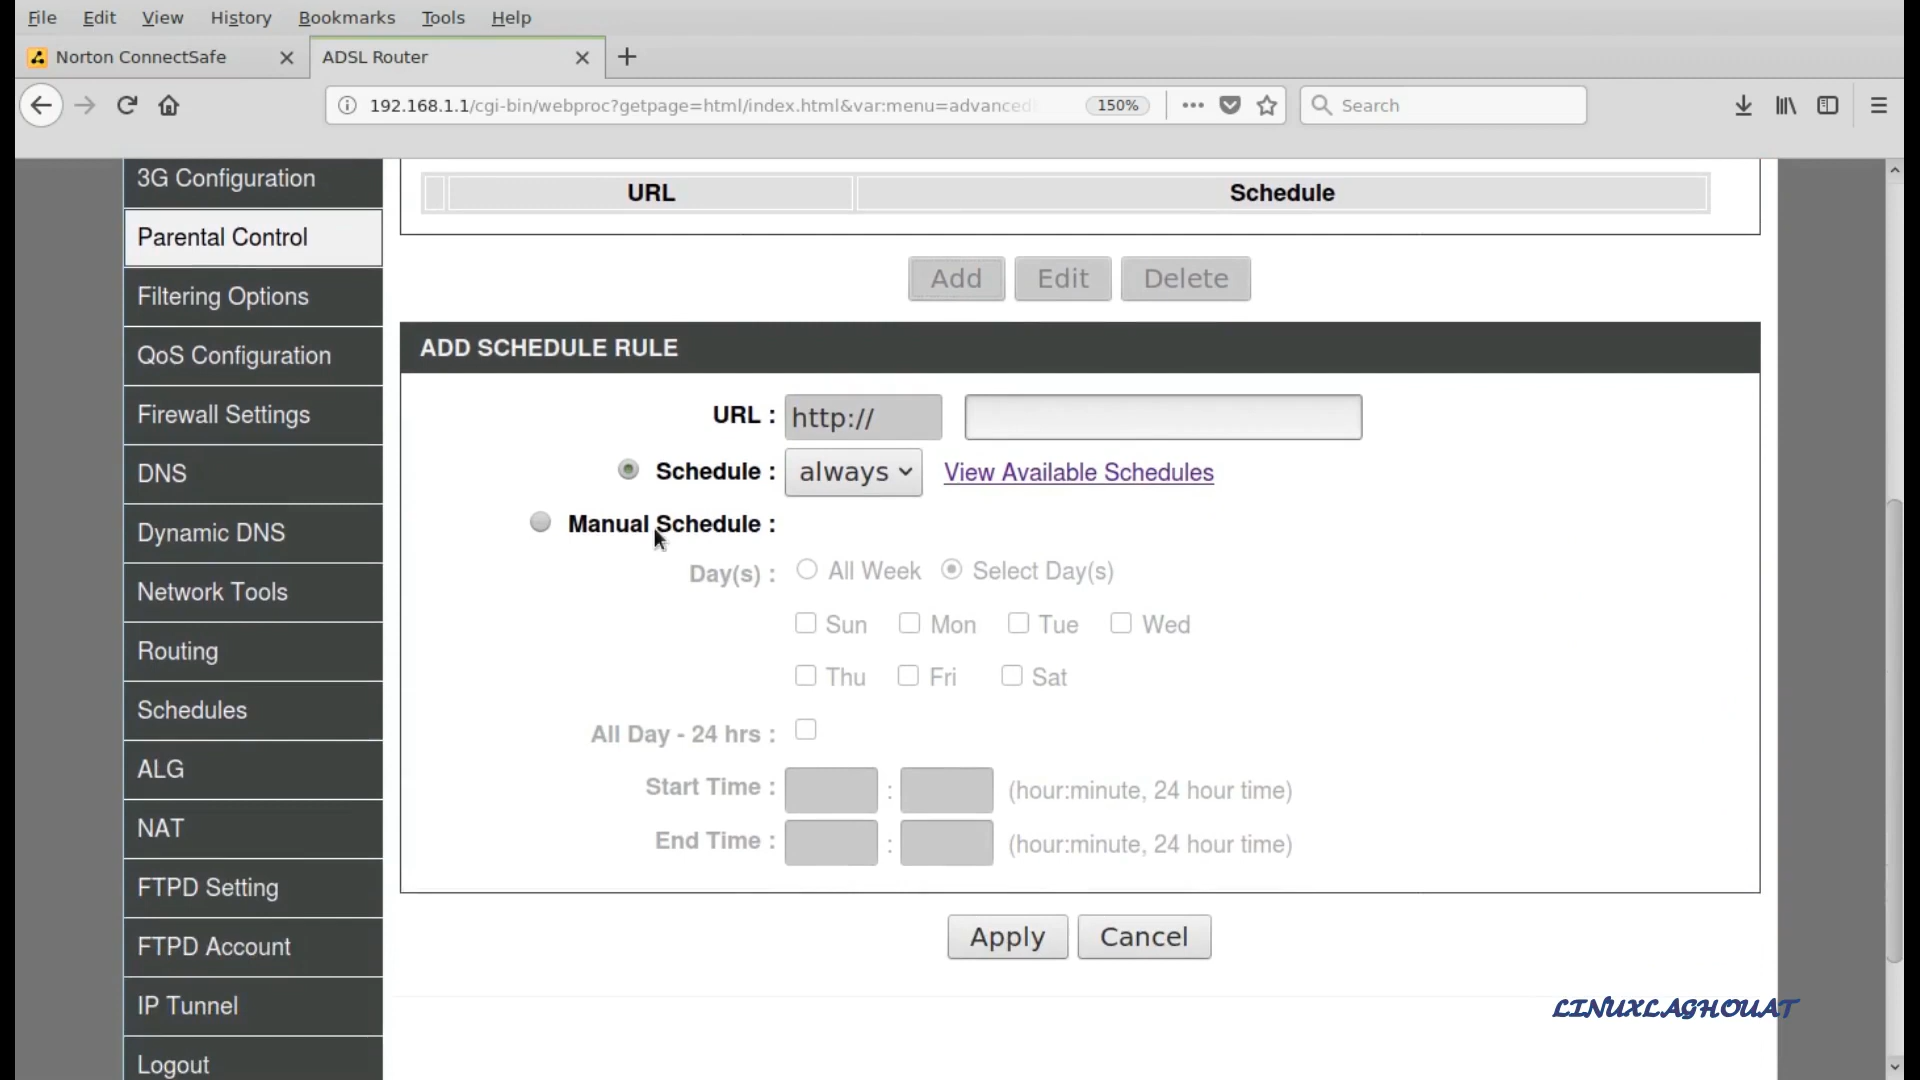 File Edit View History Bookmarks Tools Help
Norton ConnectSafe ADSL Router
192.168.1.1/cgi-bin/webproc?getpage=html/index.html&var:menu=advanced 150% Search
3G Configuration
Parental Control
Filtering Options
QoS Configuration
Firewall Settings
DNS
Dynamic DNS
Network Tools
Routing
Schedules
ALG
NAT
FTPD Setting
FTPD Account
IP Tunnel
Logout
URL Schedule
Add Edit Delete
ADD SCHEDULE RULE
URL : http://
Schedule : always View Available Schedules
Manual Schedule :
Day(s) : All Week Select Day(s)
Sun Mon Tue Wed
Thu Fri Sat
All Day - 24 hrs :
Start Time : : (hour:minute, 24 hour time)
End Time : : (hour:minute, 24 hour time)
Apply Cancel
LINUXLAGHOUAT